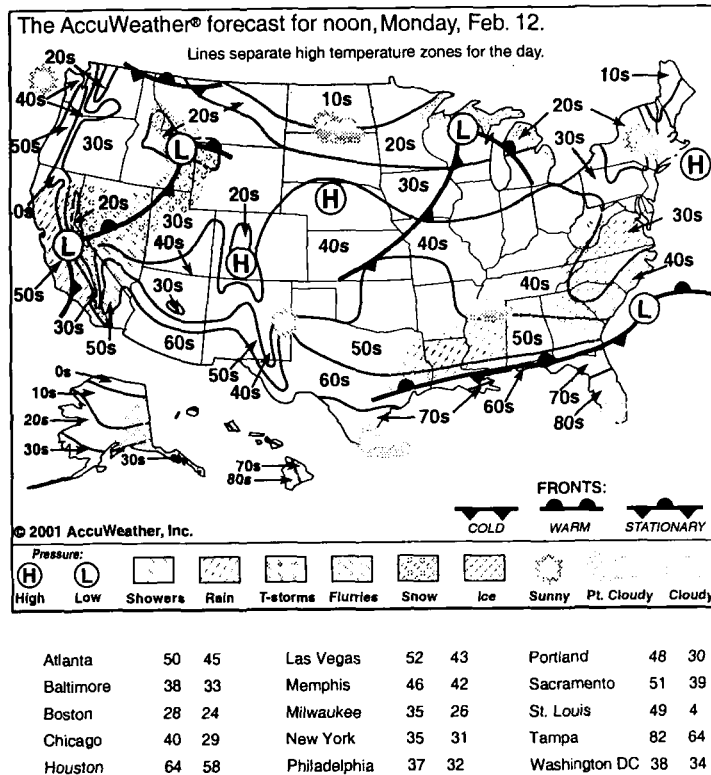 The AccuWeather® forecast for noon, Monday, Feb. 12.
Lines separate high temperature zones for the day.
20s
40s
50s
30s
20s
10s
20s
L
L
20s
10s
30s
H
0s
20s
30s
40s
20s
H
H
30s
40s
40s
30s
40s
L
50s
30s
50s
30s
60s
50s
40s
50s
60s
40s
50s
L
70s
60s
70s
80s
0s
10s
20s
30s
30s
70s
80s
FRONTS:
COLD WARM STATIONARY
© 2001 AccuWeather, Inc.
Pressure:
H L
High Low Showers Rain T-storms Flurries Snow Ice Sunny Pt. Cloudy Cloudy
Atlanta 50 45 Las Vegas 52 43 Portland 48 30
Baltimore 38 33 Memphis 46 42 Sacramento 51 39
Boston 28 24 Milwaukee 35 26 St. Louis 49 4
Chicago 40 29 New York 35 31 Tampa 82 64
Houston 64 58 Philadelphia 37 32 Washington DC 38 34